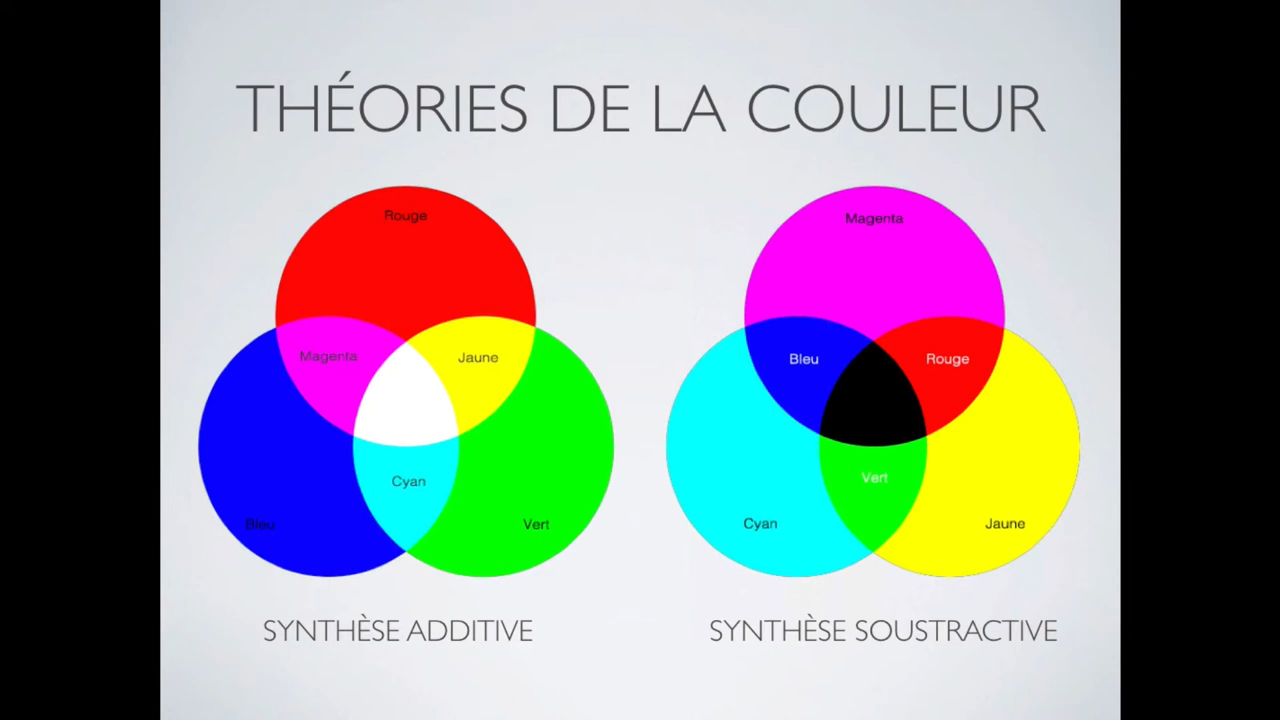 THÉORIES DE LA COULEUR
Rouge
Magenta
Jaune
Cyan
Bleu
Vert
SYNTHÈSE ADDITIVE
Magenta
Bleu
Rouge
Vert
Cyan
Jaune
SYNTHÈSE SOUSTRACTIVE